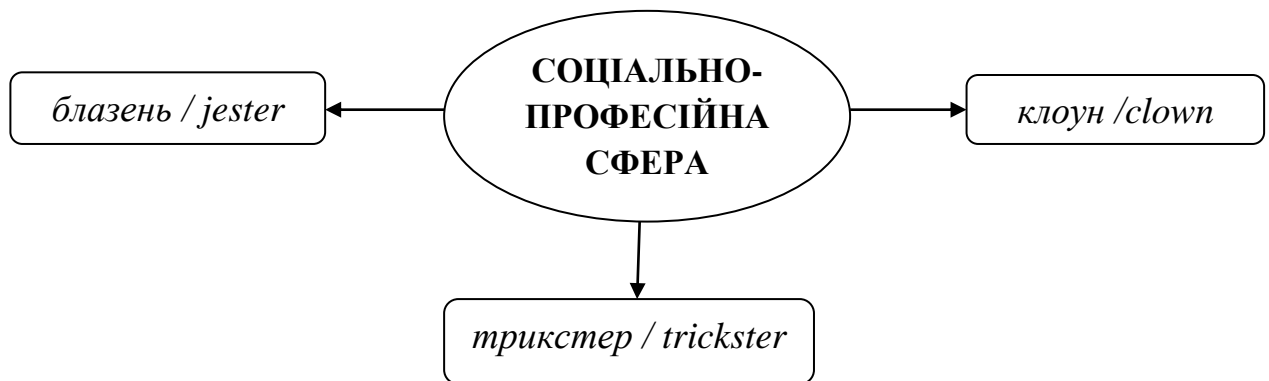 СОЦІАЛЬНО-
ПРОФЕСІЙНА
СФЕРА
блазень / jester
клоун /clown
трикстер / trickster